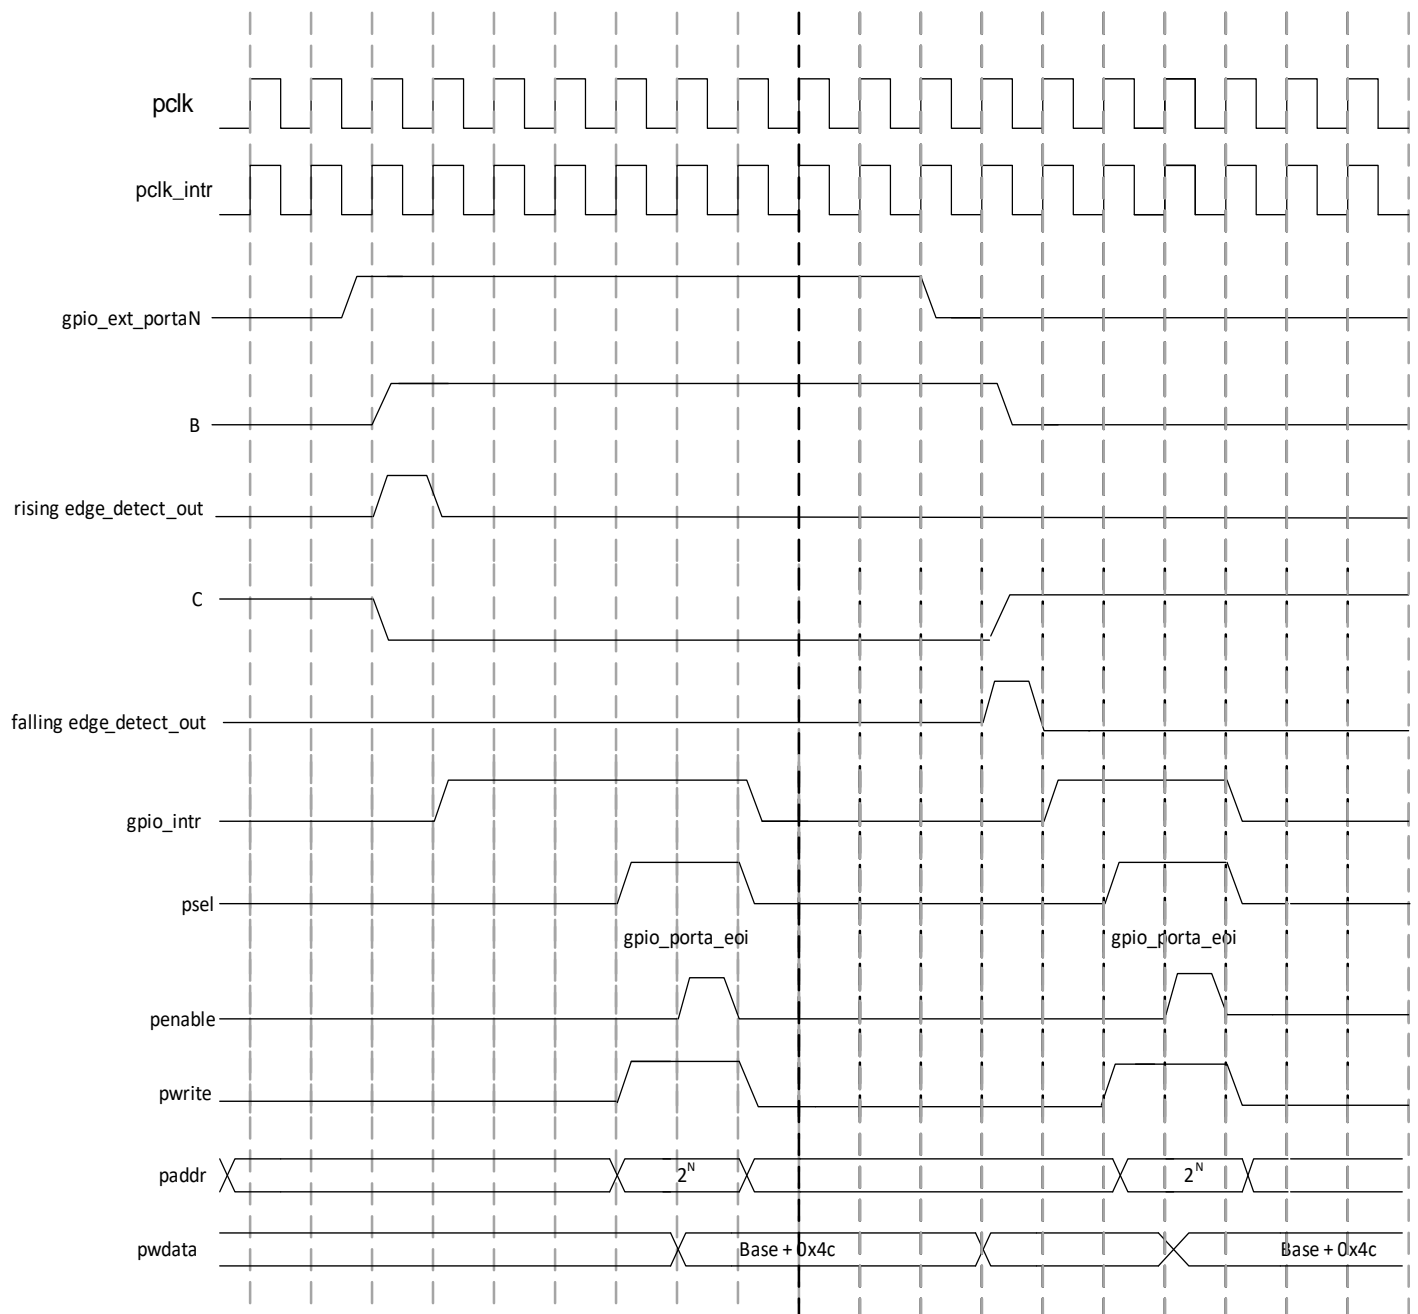 pclk
pclk_intr
gpio_ext_portaN
B
rising edge_detect_out
C
falling edge_detect_out
gpio_intr
psel
gpio_porta_eoi gpio_porta_eoi
penable
pwrite
paddr 2^N 2^N
pwdata Base + 0x4c Base + 0x4c